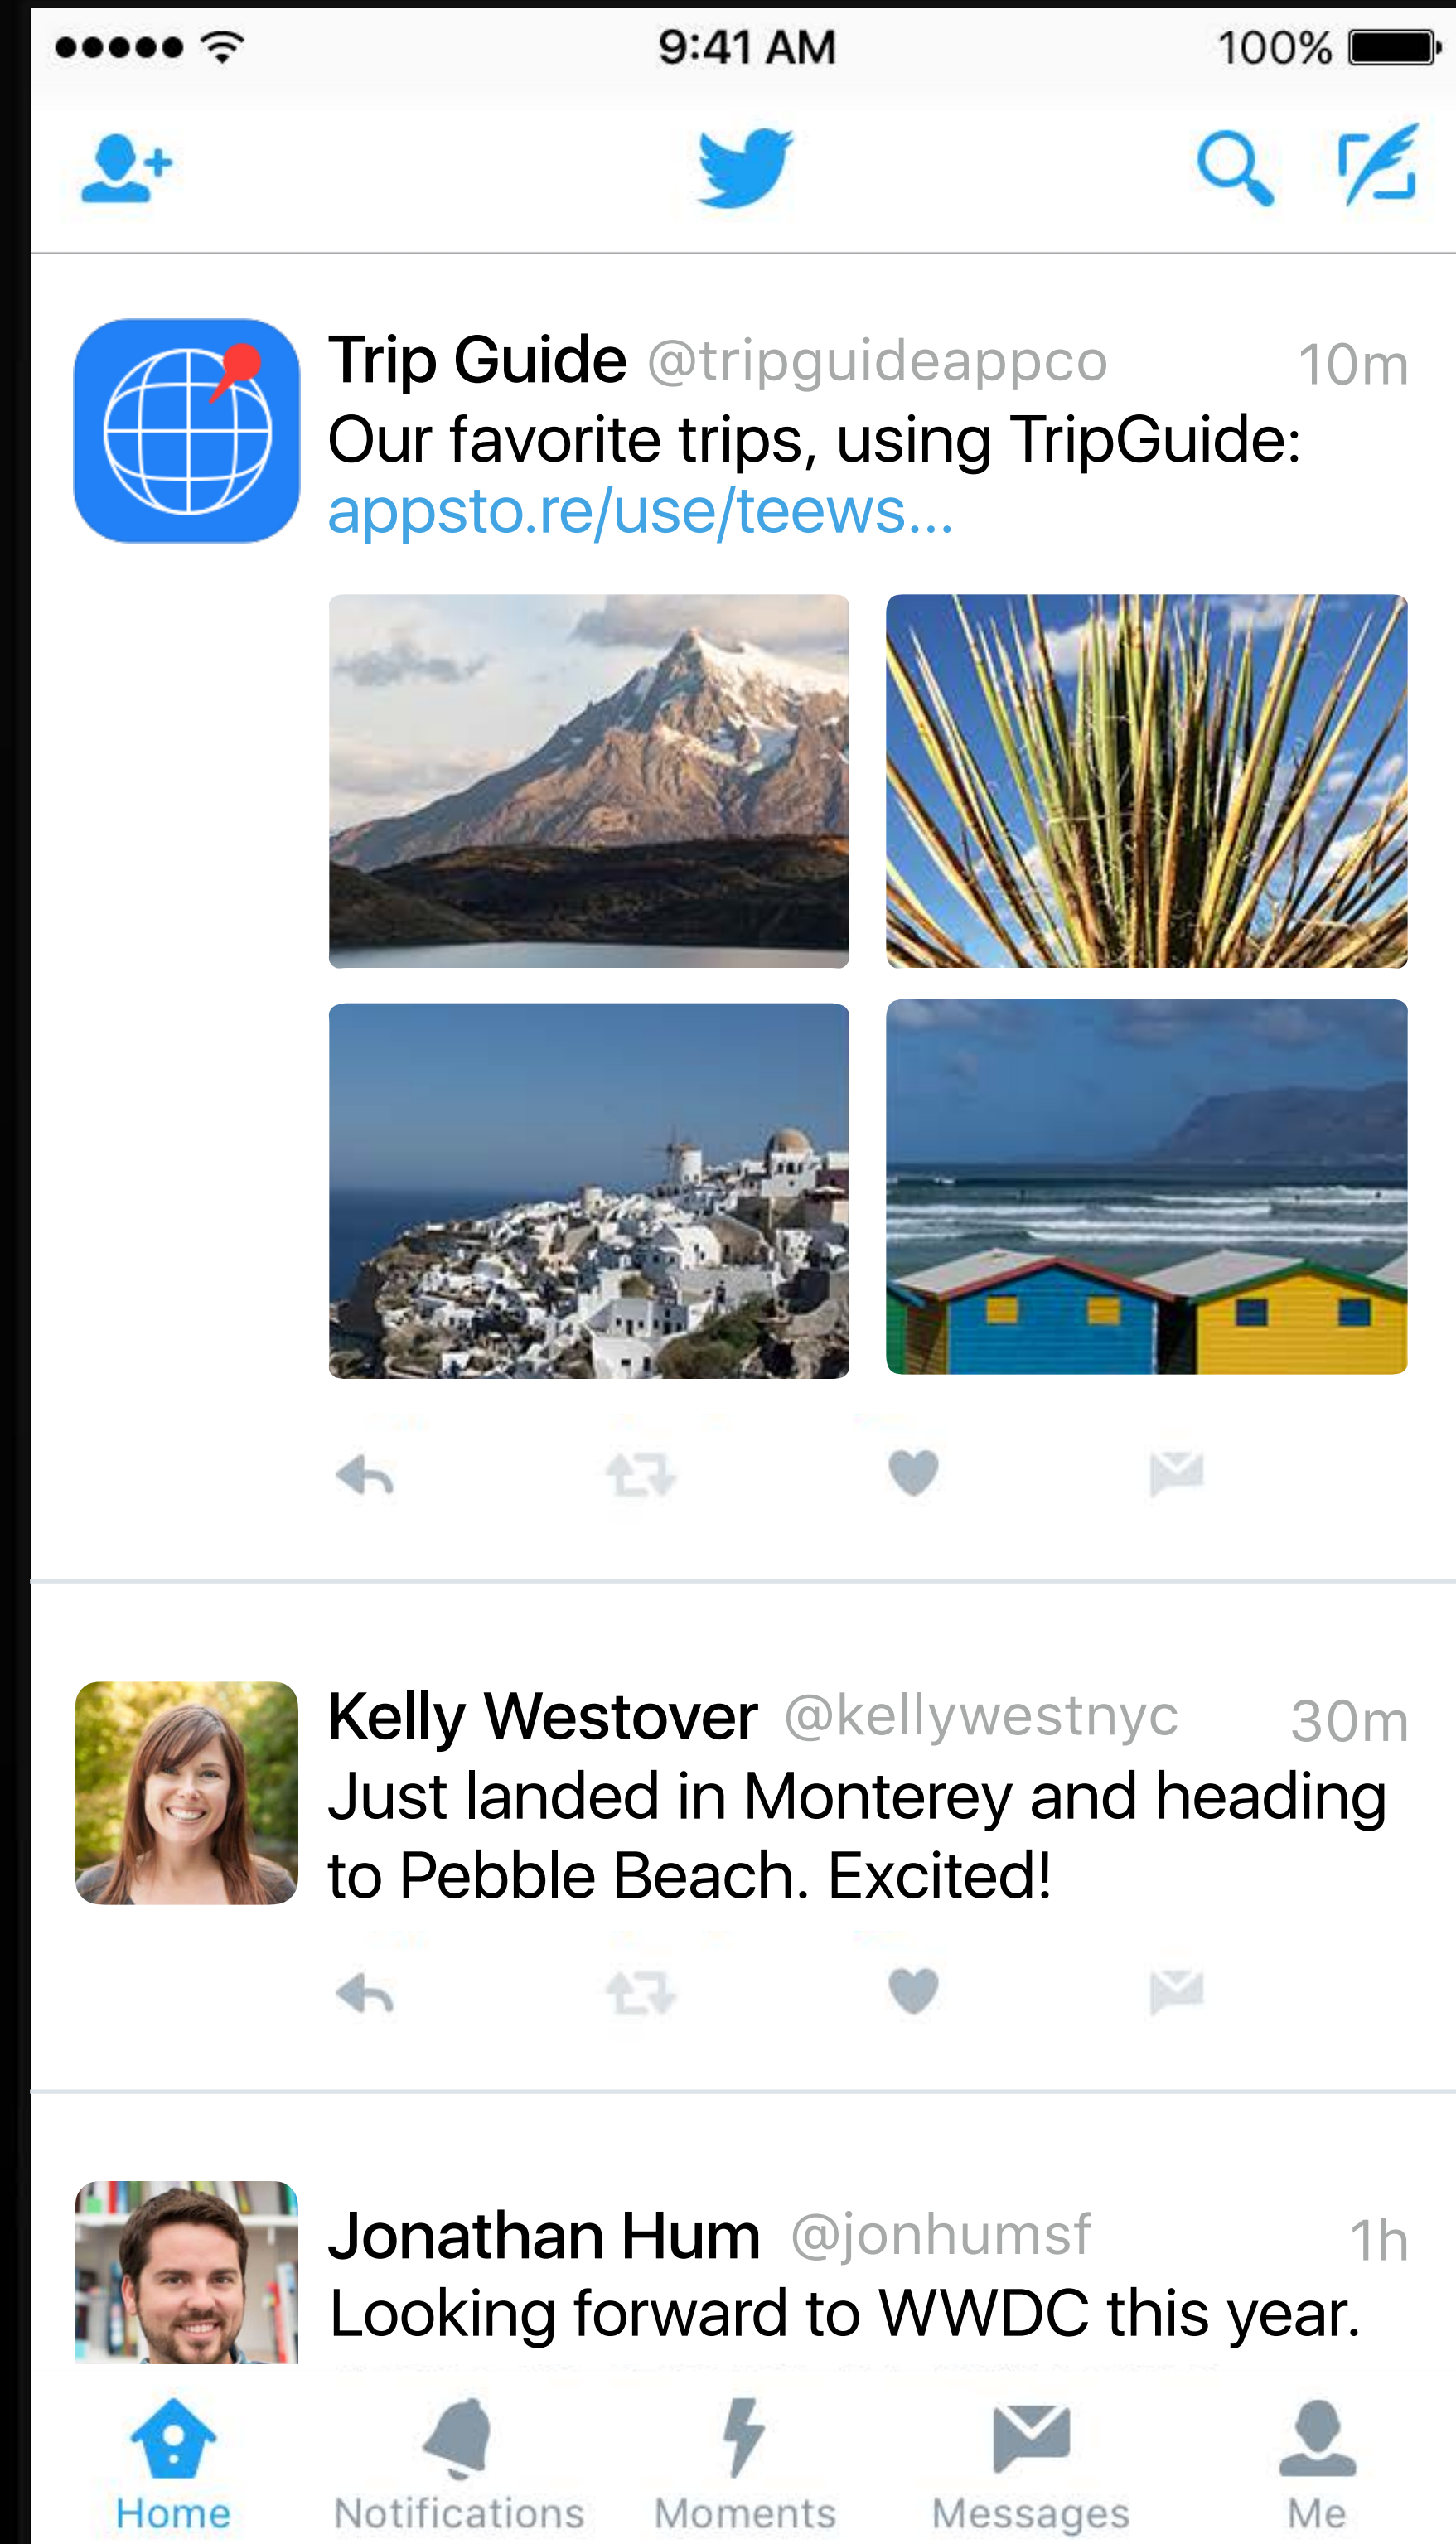 9:41 AM 100%
Trip Guide @tripguideappco 10m
Our favorite trips, using TripGuide:
appsto.re/use/teews...
Kelly Westover @kellywestnyc 30m
Just landed in Monterey and heading
to Pebble Beach. Excited!
Jonathan Hum @jonhumsf 1h
Looking forward to WWDC this year.
Home Notifications Moments Messages Me